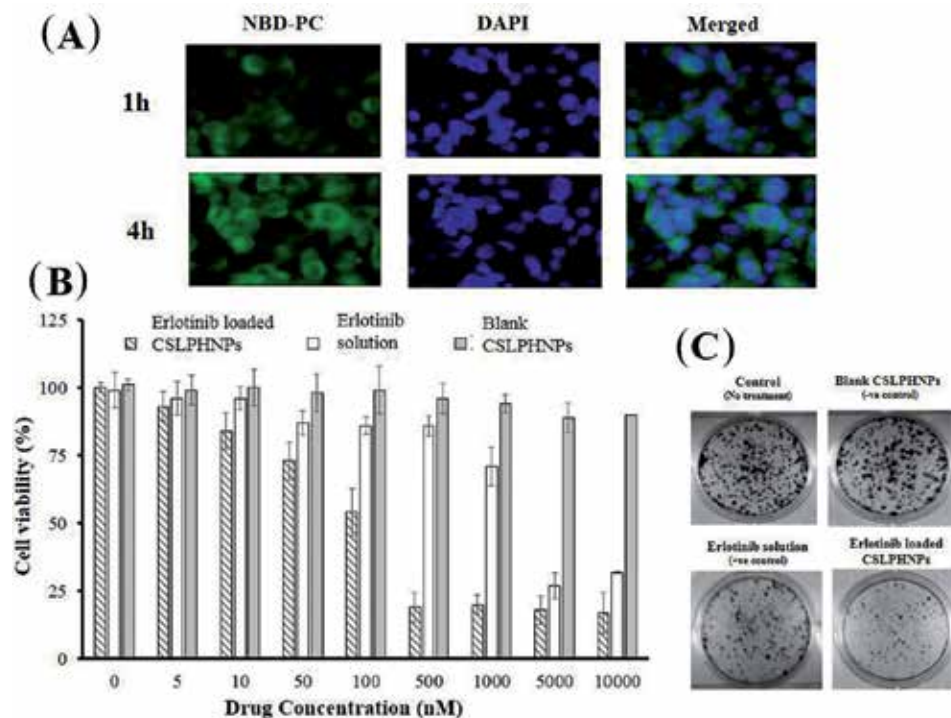 (A)
NBD-PC DAPI Merged
1h
4h
(B)
125
100
75
50
25
0
Cell viability (%)
Erlotinib loaded
CSLPHNPs
Erlotinib
solution
Blank
CSLPHNPs
0 5 10 50 100 500 1000 5000 10000
Drug Concentration (nM)
(C)
Control
(No treatment)
Blank CSLPHNPs
(-va control)
Erlotinib solution
(+va control)
Erlotinib loaded
CSLPHNPs